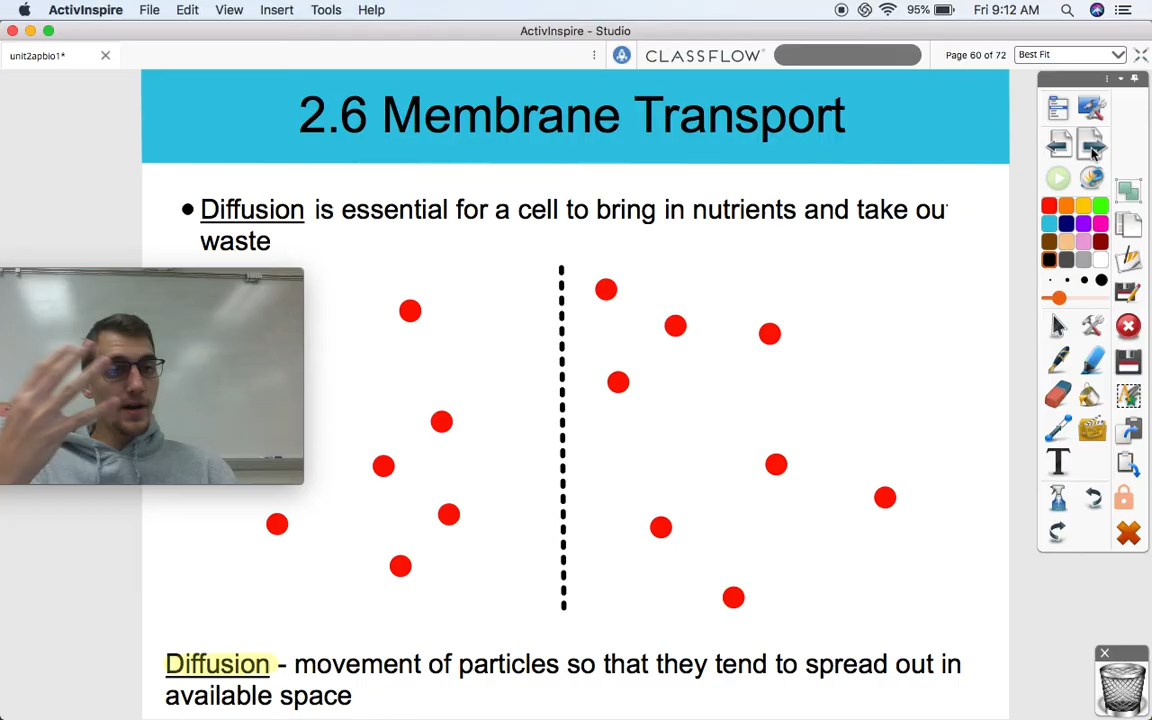 ActivInspire File Edit View Insert Tools Help 95% Fri 9:12 AM
ActivInspire - Studio
unit2apbio1* CLASSFLOW Page 60 of 72 Best Fit
2.6 Membrane Transport
• Diffusion is essential for a cell to bring in nutrients and take
waste
Diffusion - movement of particles so that they tend to spread out in
available space